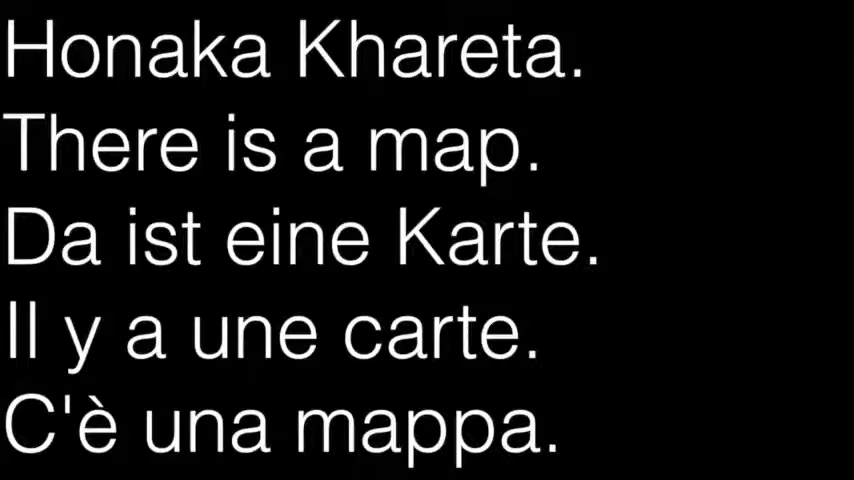 Honaka Khareta.
There is a map.
Da ist eine Karte.
Il y a une carte.
C'è una mappa.